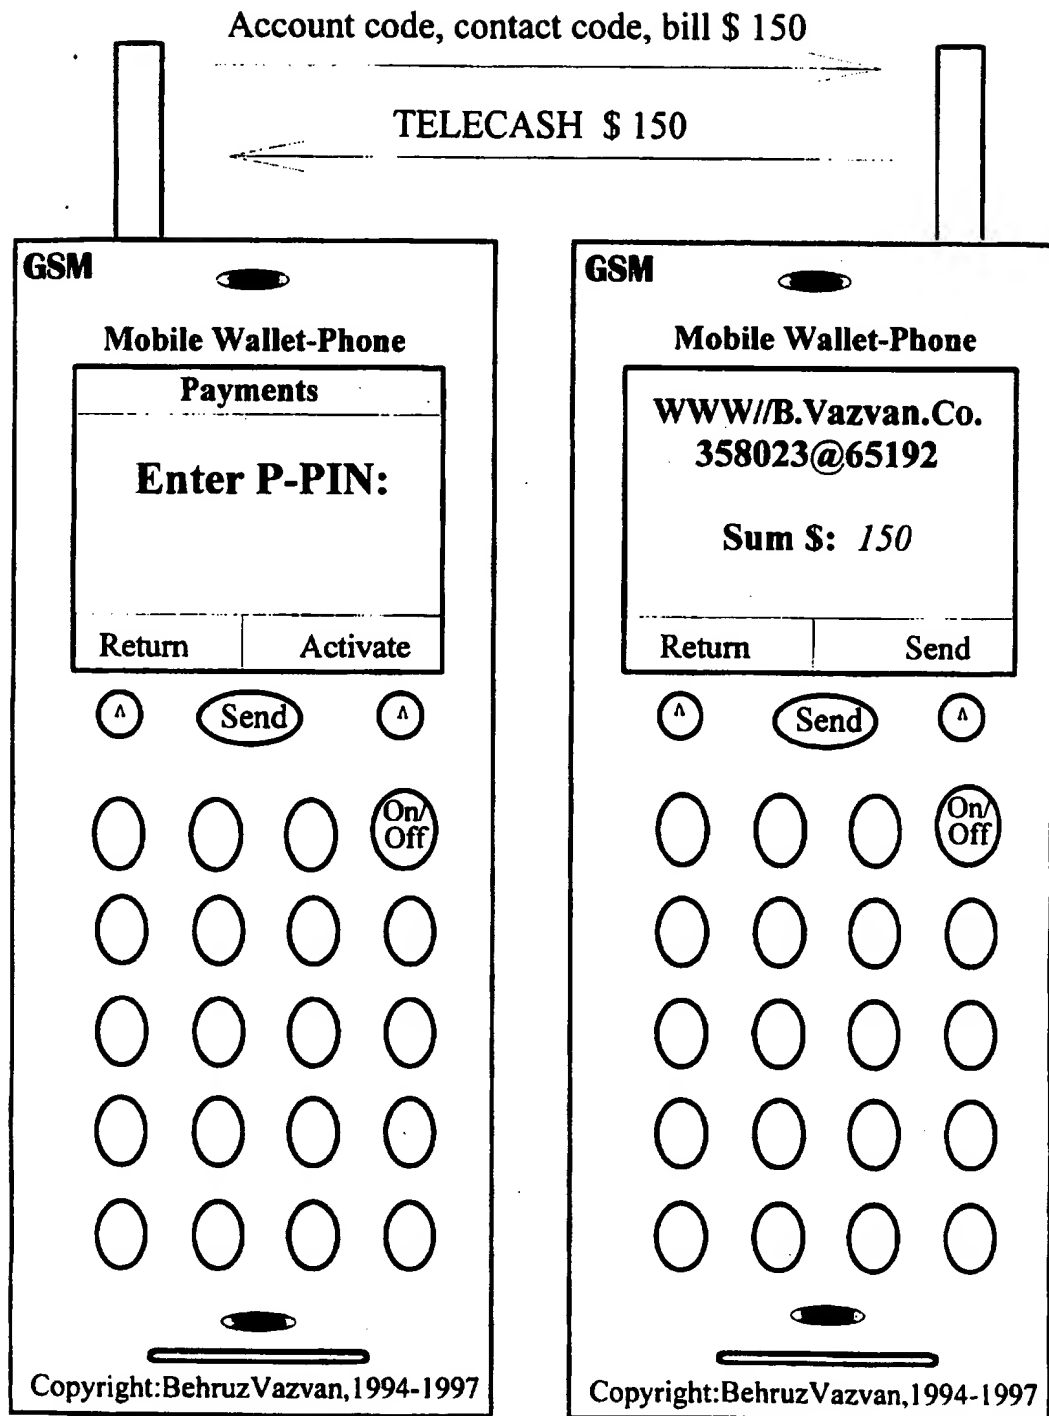 Account code, contact code, bill $ 150
TELECASH $ 150
GSM
Mobile Wallet-Phone
Payments
Enter P-PIN:
Return Activate
^ Send ^
On/
Off
Copyright:BehruzVazvan,1994-1997
GSM
Mobile Wallet-Phone
WWW//B.Vazvan.Co.
358023@65192
Sum $: 150
Return Send
^ Send ^
On/
Off
Copyright:BehruzVazvan,1994-1997